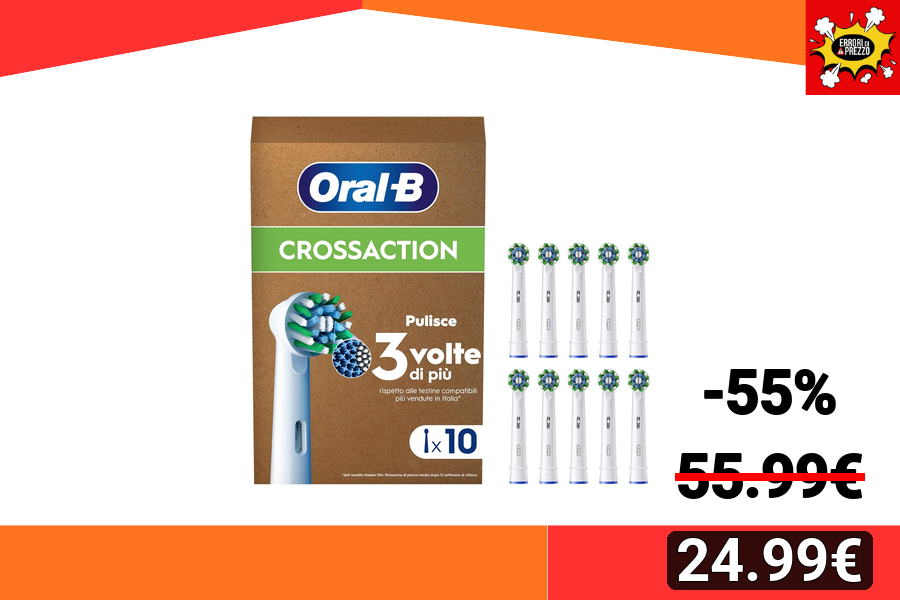 ERRORI DI
PREZZO
Oral-B
CROSSACTION
Pulisce
3 volte
di più
rispetto alle testine compatibili
più vendute in Italia*
x10
-55%
55.99€
24.99€